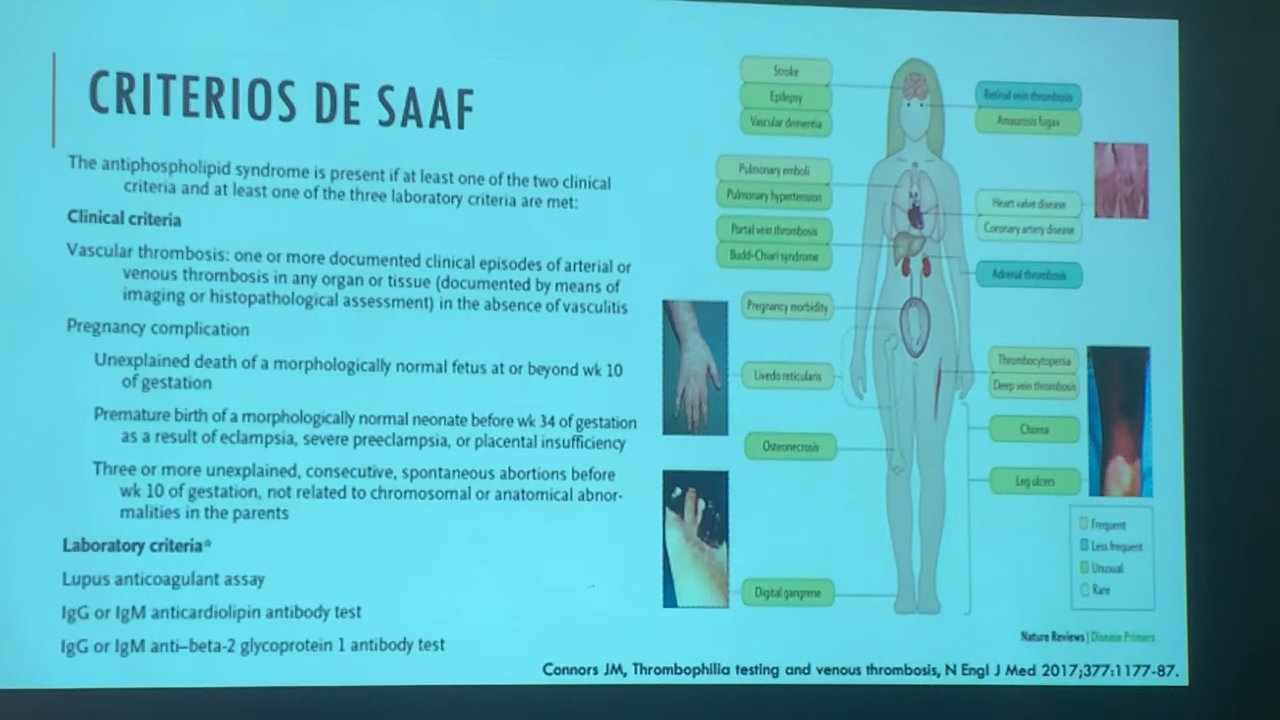 CRITERIOS DE SAAF
The antiphospholipid syndrome is present if at least one of the two clinical
criteria and at least one of the three laboratory criteria are met:
Clinical criteria
Vascular thrombosis: one or more documented clinical episodes of arterial or
venous thrombosis in any organ or tissue (documented by means of
imaging or histopathological assessment) in the absence of vasculitis
Pregnancy complication
Unexplained death of a morphologically normal fetus at or beyond wk 10
of gestation
Premature birth of a morphologically normal neonate before wk 34 of gestation
as a result of eclampsia, severe preeclampsia, or placental insufficiency
Three or more unexplained, consecutive, spontaneous abortions before
wk 10 of gestation, not related to chromosomal or anatomical abnor-
malities in the parents
Laboratory criteria*
Lupus anticoagulant assay
IgG or IgM anticardiolipin antibody test
IgG or IgM anti–beta-2 glycoprotein 1 antibody test
Stroke
Epilepsy
Vascular dementia
Pulmonary emboli
Pulmonary hypertension
Portal vein thrombosis
Budd-Chiari syndrome
Pregnancy morbidity
Livedo reticularis
Osteonecrosis
Digital gangrene
Retinal vein thrombosis
Amaurosis fugax
Heart valve disease
Coronary artery disease
Adrenal thrombosis
Thrombocytopenia
Deep vein thrombosis
Chorea
Leg ulcers
Frequent
Less frequent
Unusual
Rare
Nature Reviews | Disease Primers
Connors JM, Thrombophilia testing and venous thrombosis, N Engl J Med 2017;377:1177-87.